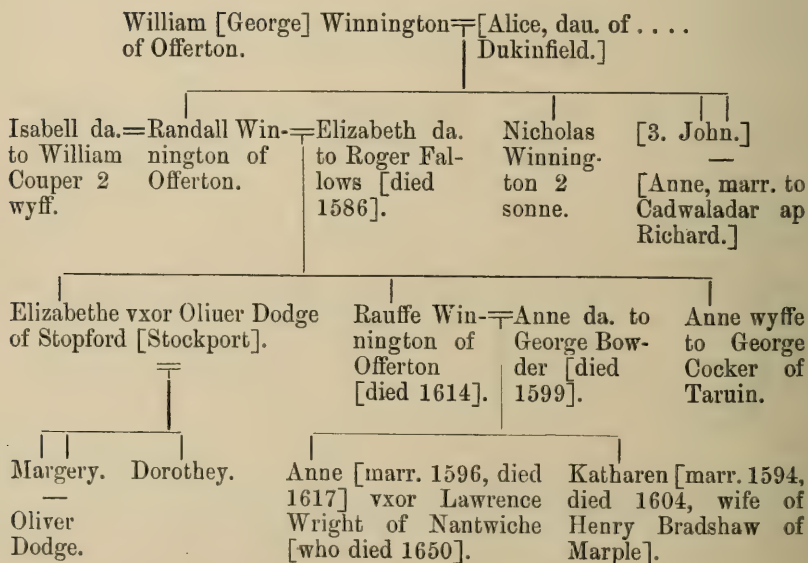 William [George] Winnington=[Alice, dau. of ....
of Offerton. Dukinfield.]
Isabell da.
to William
Couper 2
wyff.
=Randall Win-
nington of
Offerton.
=Elizabeth da.
to Roger Fal-
lows [died
1586].
Nicholas
Winning-
ton 2
sonne.
[3. John.]
—
[Anne, marr. to
Cadwaladar ap
Richard.]
Elizabethe vxor Oliuer Dodge
of Stopford [Stockport].
=
Rauffe Win-
nington of
Offerton
[died 1614].
=Anne da. to
George Bow-
der [died
1599].
Anne wyffe
to George
Cocker of
Taruin.
Margery.
—
Oliver
Dodge.
Dorothey.
Anne [marr. 1596, died
1617] vxor Lawrence
Wright of Nantwiche
[who died 1650].
Katharen [marr. 1594,
died 1604, wife of
Henry Bradshaw of
Marple].